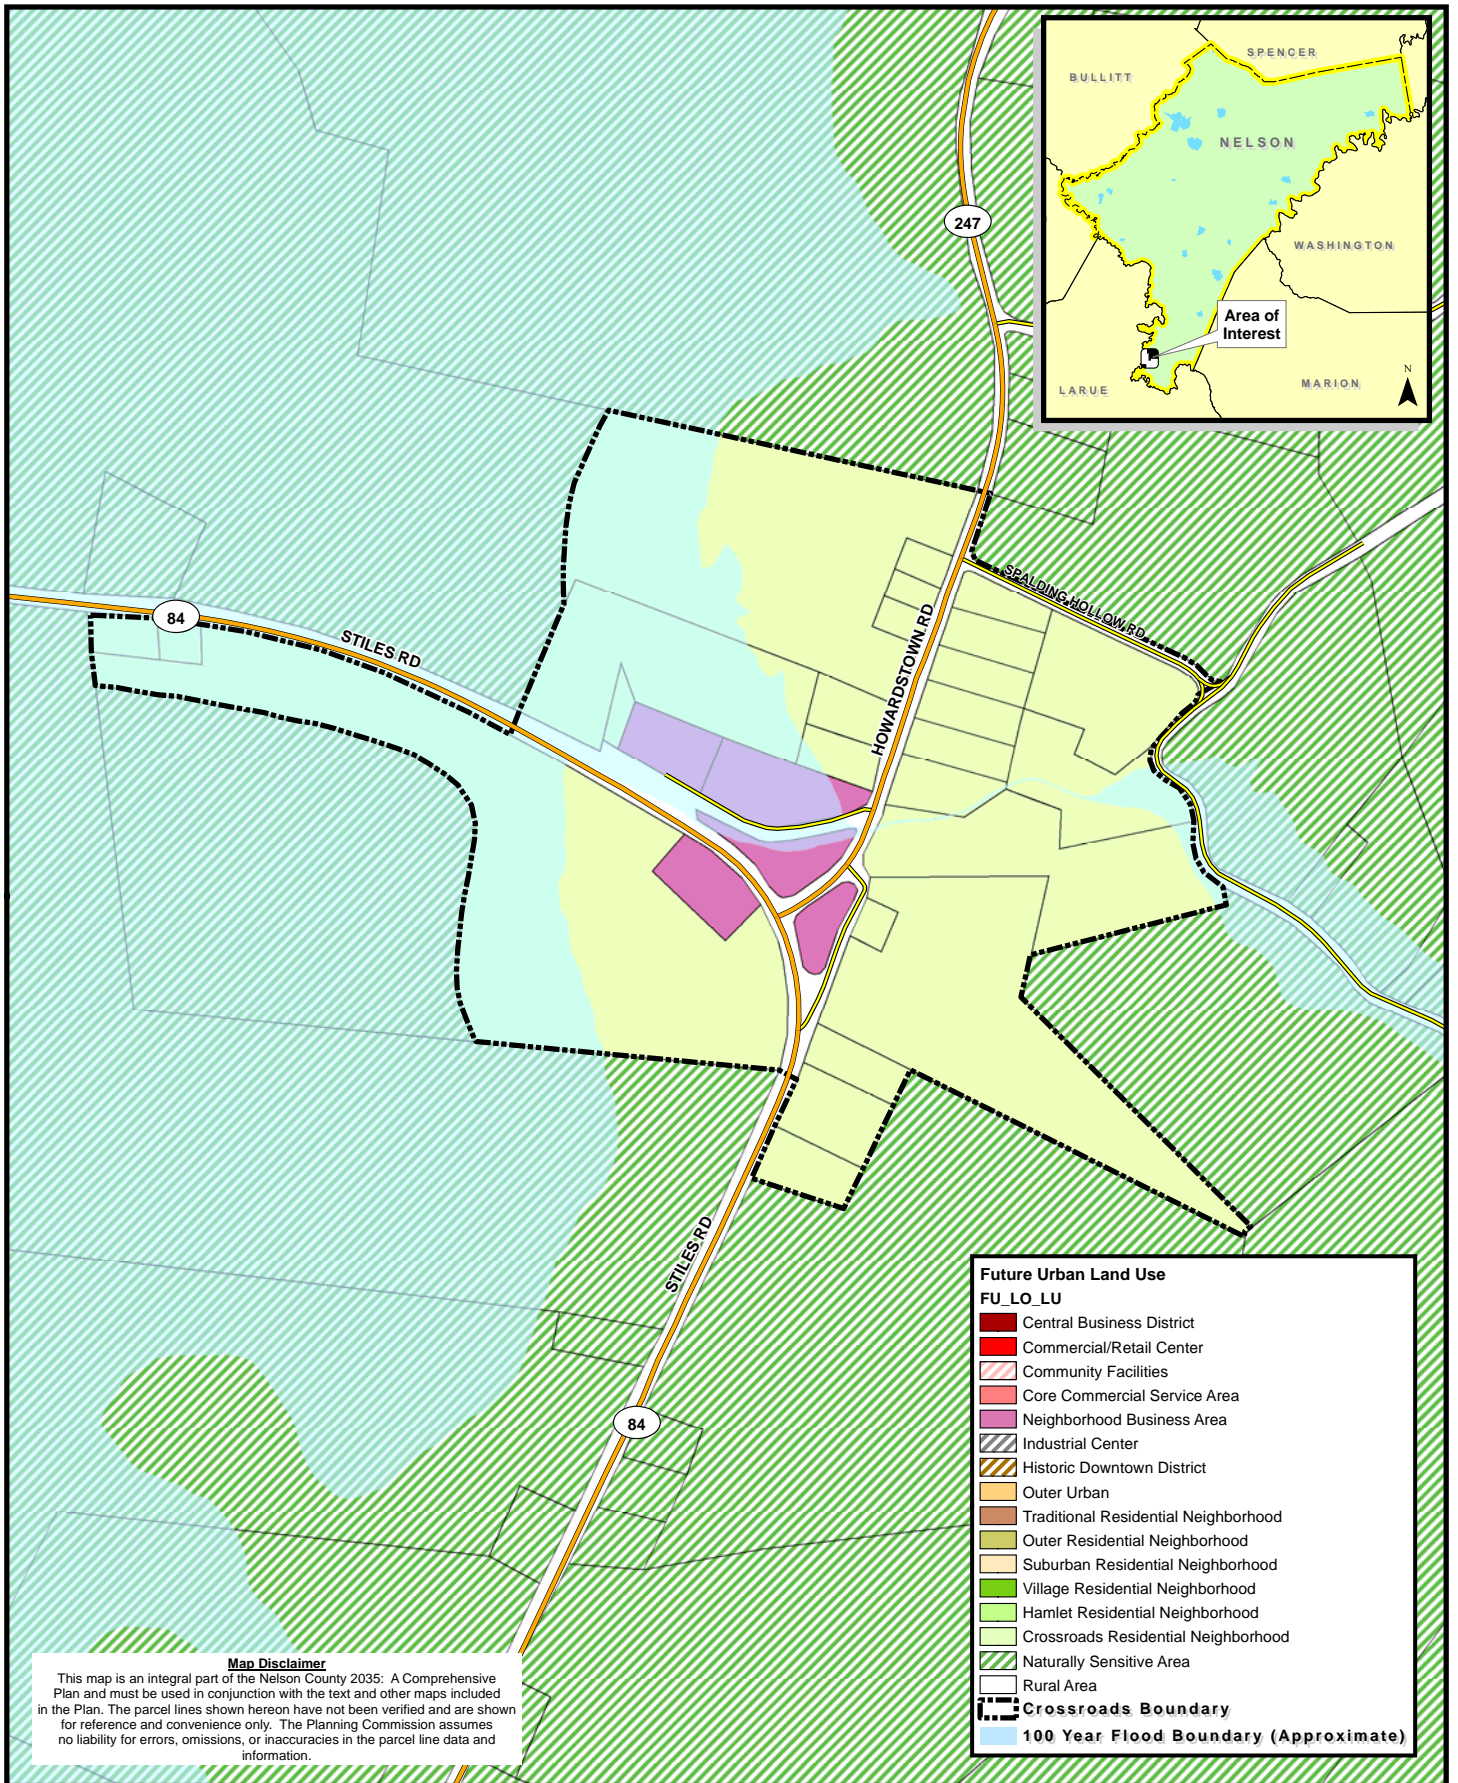 SPENCER
BULLITT
NELSON
WASHINGTON
Area of
Interest
LARUE
MARION
N
247
SPALDING HOLLOW RD
HOWARDSTOWN RD
84
STILES RD
STILES RD
84
Future Urban Land Use
FU_LO_LU
Central Business District
Commercial/Retail Center
Community Facilities
Core Commercial Service Area
Neighborhood Business Area
Industrial Center
Historic Downtown District
Outer Urban
Traditional Residential Neighborhood
Outer Residential Neighborhood
Suburban Residential Neighborhood
Village Residential Neighborhood
Hamlet Residential Neighborhood
Crossroads Residential Neighborhood
Naturally Sensitive Area
Rural Area
Crossroads Boundary
100 Year Flood Boundary (Approximate)
Map Disclaimer
This map is an integral part of the Nelson County 2035: A Comprehensive
Plan and must be used in conjunction with the text and other maps included
in the Plan. The parcel lines shown hereon have not been verified and are shown
for reference and convenience only. The Planning Commission assumes
no liability for errors, omissions, or inaccuracies in the parcel line data and
information.